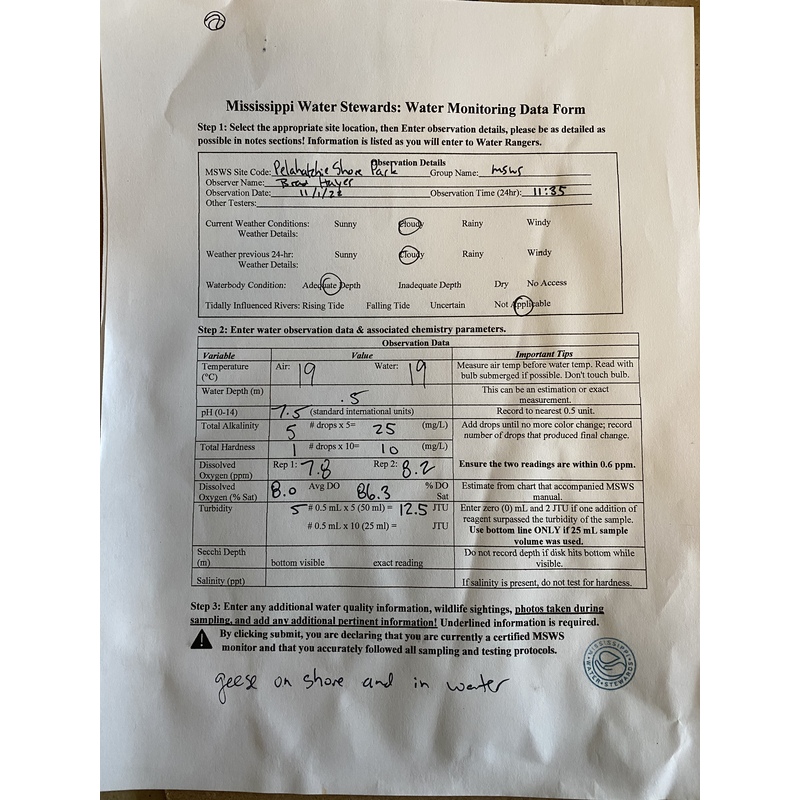 Mississippi Water Stewards: Water Monitoring Data Form
Step 1: Select the appropriate site location, then Enter observation details, please be as detailed as
possible in notes sections! Information is listed as you will enter to Water Rangers.
Observation Details
MSWS Site Code: Pelahatchie Shore Park Group Name: msws
Observer Name: Brad
Observation Date: 11/1/2 Observation Time (24hr): 11:35
Other Testers:
Current Weather Conditions: Sunny Cloudy Rainy Windy
Weather Details:
Weather previous 24-hr: Sunny Cloudy Rainy Windy
Weather Details:
Waterbody Condition: Adequate Depth Inadequate Depth Dry No Access
Tidally Influenced Rivers: Rising Tide Falling Tide Uncertain Not Applicable
Step 2: Enter water observation data & associated chemistry parameters.
Observation Data
Variable Value Important Tips
Temperature Air: 19 Water: 19 Measure air temp before water temp. Read with
(°C) bulb submerged if possible. Don't touch bulb.
Water Depth (m) .5 This can be an estimation or exact
measurement.
pH (0-14) 7.5 (standard international units) Record to nearest 0.5 unit.
Total Alkalinity 5 # drops x 5= 25 (mg/L) Add drops until no more color change; record
number of drops that produced final change.
Total Hardness 1 # drops x 10= 10 (mg/L)
Dissolved Rep 1: 7.8 Rep 2: 8.2 Ensure the two readings are within 0.6 ppm.
Oxygen (ppm)
Dissolved 8.0 Avg DO 86.3 % DO Estimate from chart that accompanied MSWS
Oxygen (% Sat) Sat manual.
Turbidity 5 # 0.5 mL x 5 (50 ml) = 12.5 JTU Enter zero (0) mL and 2 JTU if one addition of
reagent surpassed the turbidity of the sample.
# 0.5 mL x 10 (25 ml) = JTU Use bottom line ONLY if 25 mL sample
volume was used.
Secchi Depth Do not record depth if disk hits bottom while
(m) bottom visible exact reading visible.
Salinity (ppt) If salinity is present, do not test for hardness.
Step 3: Enter any additional water quality information, wildlife sightings, photos taken during
sampling, and add any additional pertinent information! Underlined information is required.
By clicking submit, you are declaring that you are currently a certified MSWS
monitor and that you accurately followed all sampling and testing protocols.
MISSISSIPPI WATER STEWARDS
geese on shore and in water